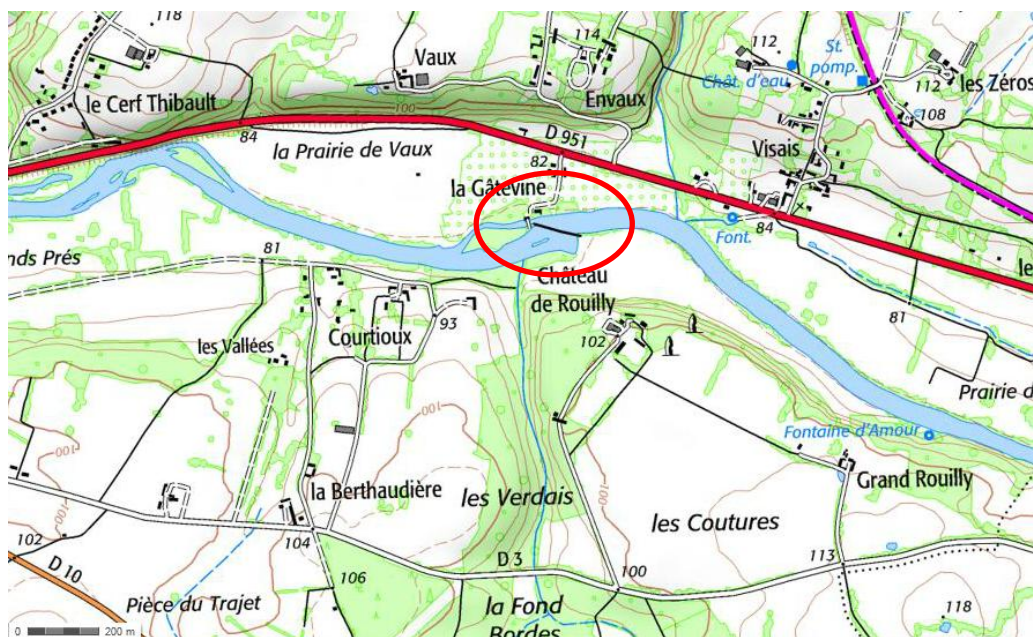 118
114
112
St.
pomp.
Vaux
Chât. d'eau
112
les Zéros
le Cerf Thibault
100
Envaux
108
84
D 951
la Prairie de Vaux
82
Visais
la Gâtevine
Font.
84
nds Prés
81
le
Château
de Rouilly
81
93
Courtioux
102
les Vallées
Prairie d
100
100
Fontaine d'Amour
la Berthaudière
les Verdais
Grand Rouilly
les Coutures
102
104
D 10
106
D 3
100
113
Pièce du Trajet
la Fond
Bordes
118
0 200 m